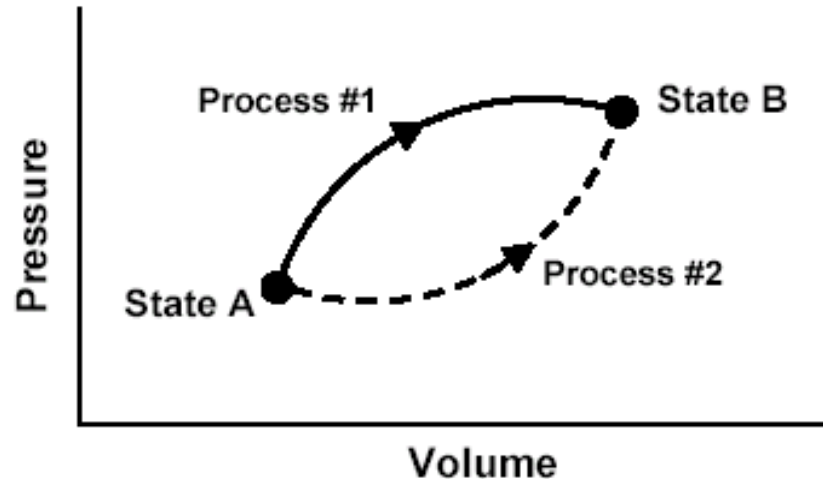 Process #1
State B
Pressure
Process #2
State A
Volume